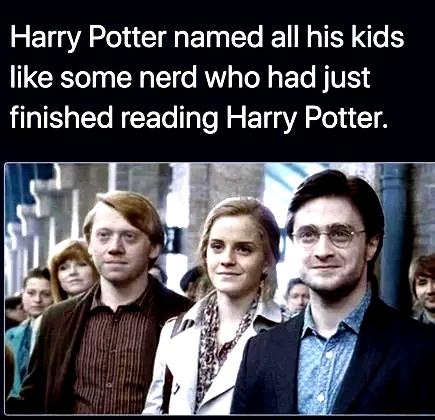 Harry Potter named all his kids
like some nerd who had just
finished reading Harry Potter.